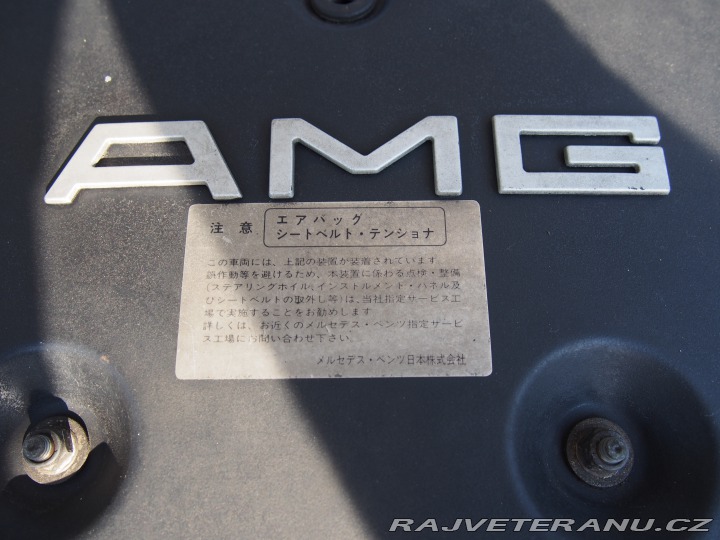 AMG
注意
エアバッグ
シートベルト・テンショナ
この車両には、上記の装置が装着されています
誤作動等を避けるため、本装置に係わる点検・整備
(ステアリングホイル、インストルメント・パネル及
びシートベルトの取外し等)は、当社指定サービス工
場で実施することをお勧めします
詳しくは、お近くのメルセデス・ベンツ指定サービ
ス工場にお問い合わせ下さい。
メルセデス・ベンツ日本株式会社
RAJVETERANU.CZ